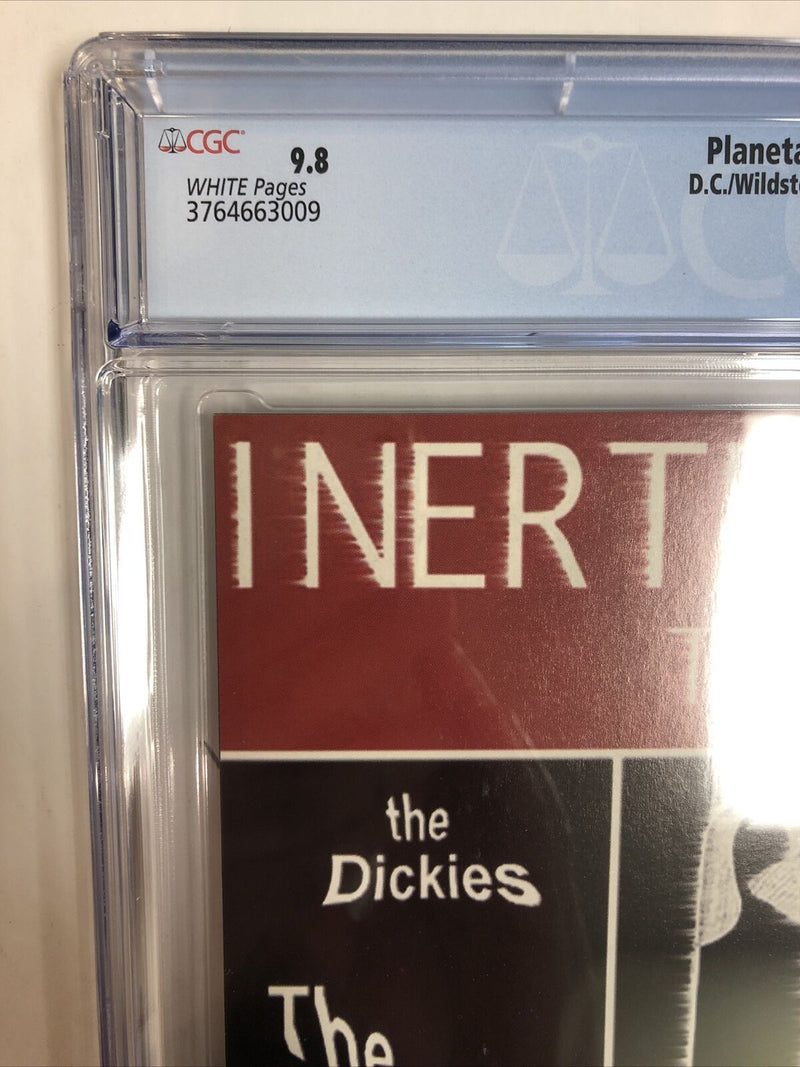 CGC
9.8
WHITE Pages
3764663009
Planeta
D.C./Wildst
INERT
T
the
Dickies
The